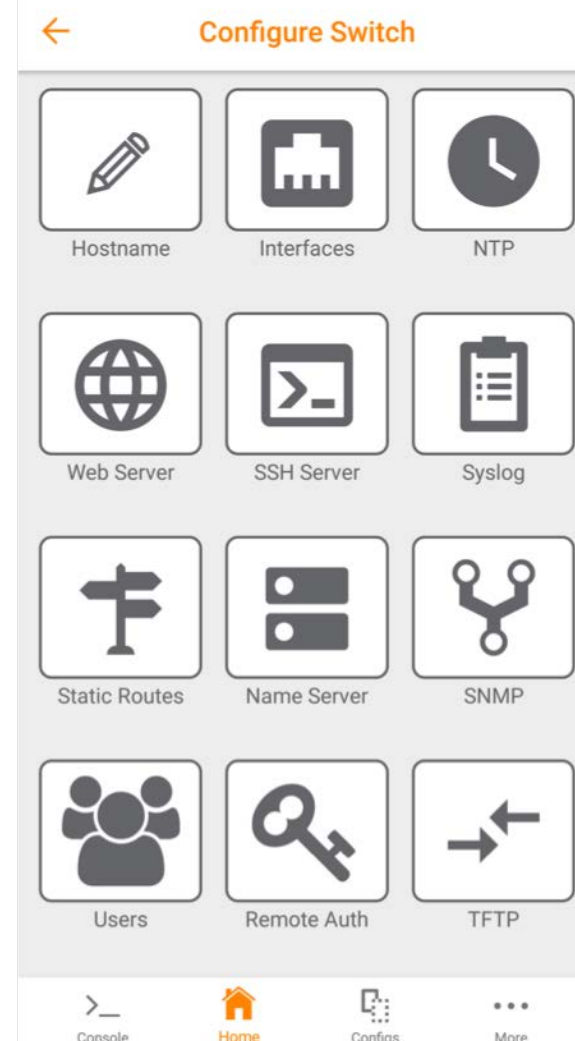 Configure Switch
Hostname Interfaces NTP
Web Server SSH Server Syslog
Static Routes Name Server SNMP
Users Remote Auth TFTP
Console Home Configs More